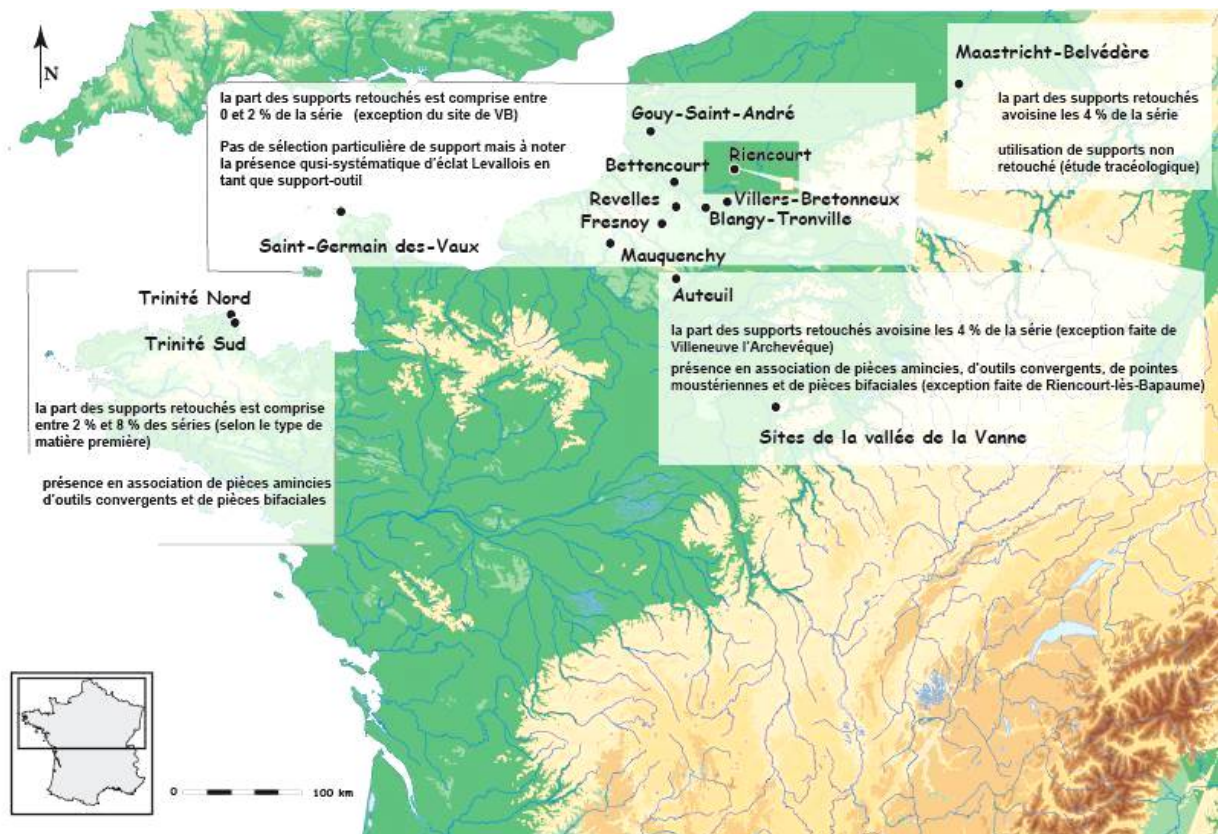 N
la part des supports retouchés est comprise entre
0 et 2 % de la série (exception du site de VB)
Pas de sélection particulière de support mais à noter
la présence qusi-systématique d'éclat Levallois en
tant que support-outil
Saint-Germain des-Vaux
Gouy-Saint-André
Riencourt
Bettencourt
Villers-Bretonneux
Revelles
Blangy-Tronville
Fresnoy
Mauquenchy
Maastricht-Belvédère
la part des supports retouchés
avoisine les 4 % de la série
utilisation de supports non
retouché (étude tracéologique)
Trinité Nord
Trinité Sud
la part des supports retouchés est comprise
entre 2 % et 8 % des séries (selon le type de
matière première)
présence en association de pièces amincies
d'outils convergents et de pièces bifaciales
Auteuil
la part des supports retouchés avoisine les 4 % de la série (exception faite de
Villeneuve l'Archevêque)
présence en association de pièces amincies, d'outils convergents, de pointes
moustériennes et de pièces bifaciales (exception faite de Riencourt-lès-Bapaume)
Sites de la vallée de la Vanne
0 100 km